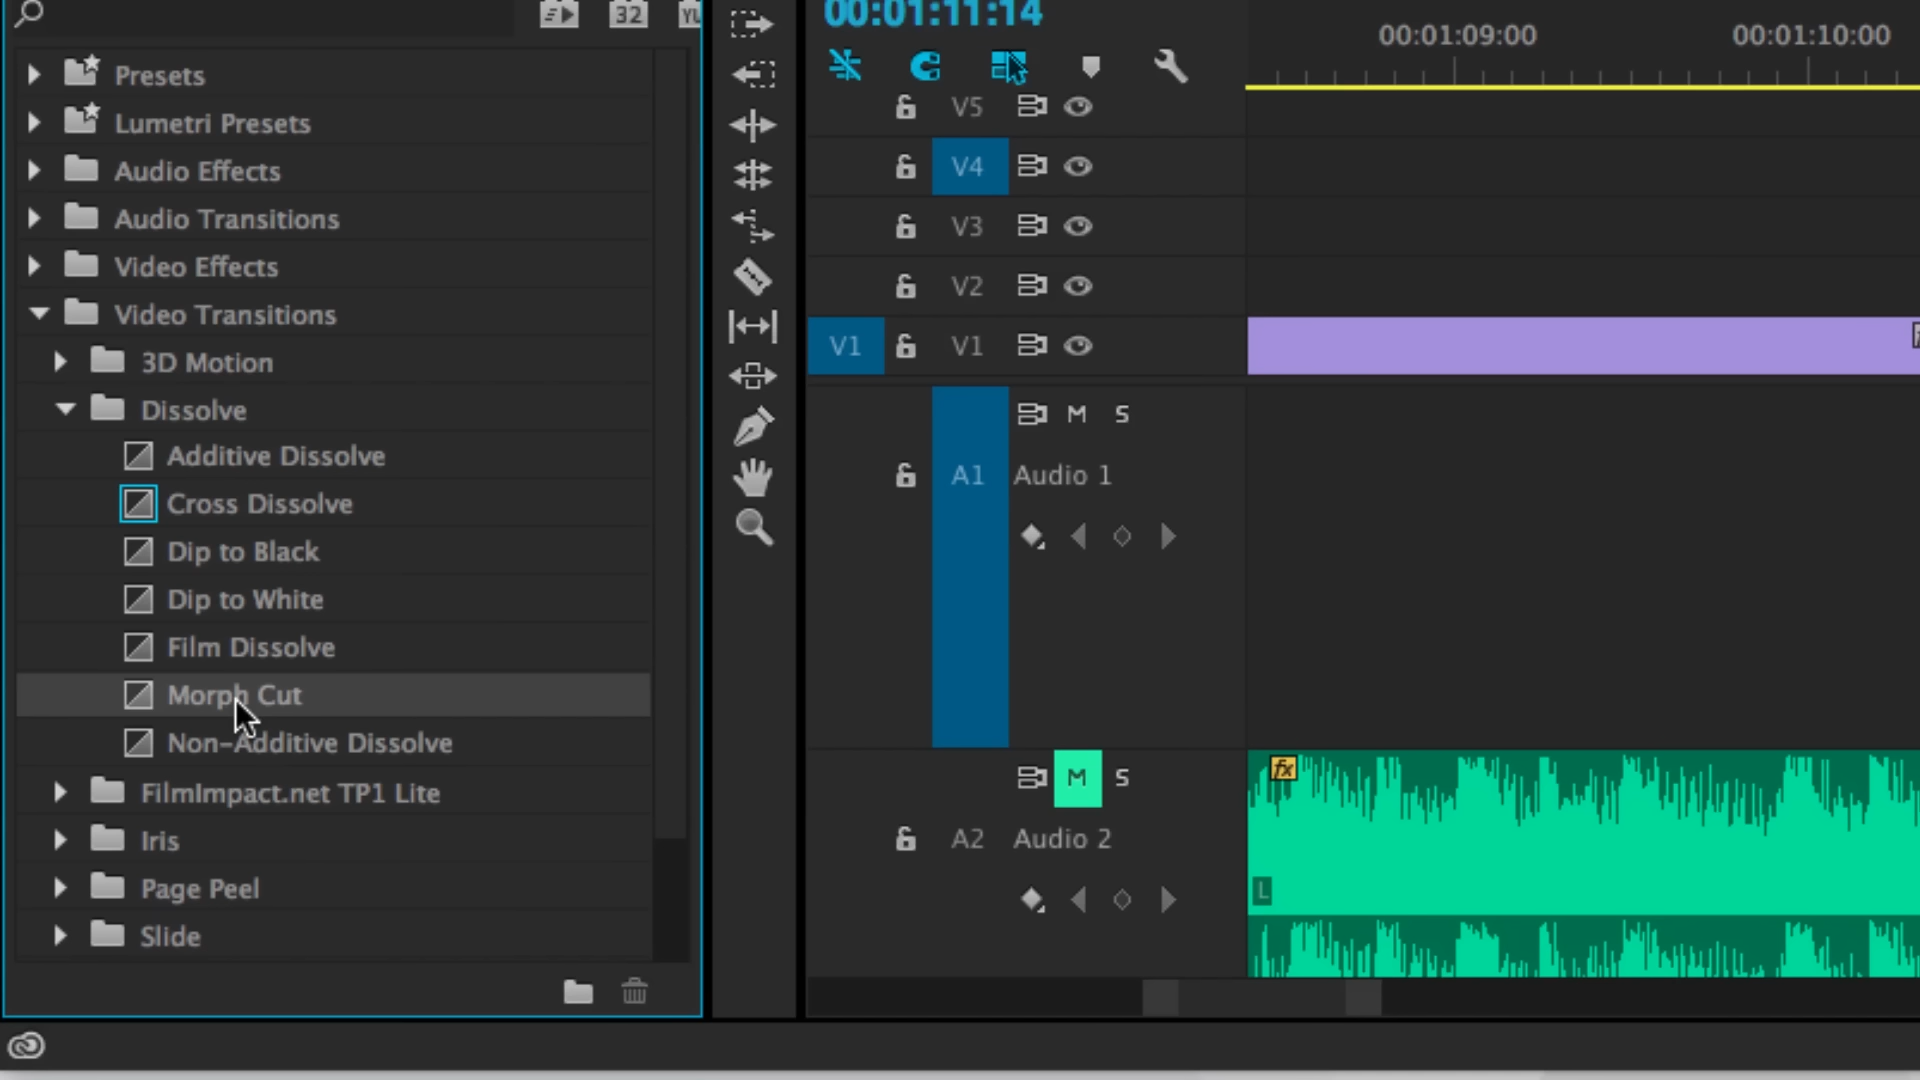 32
YU
Presets
Lumetri Presets
Audio Effects
Audio Transitions
Video Effects
Video Transitions
3D Motion
Dissolve
Additive Dissolve
Cross Dissolve
Dip to Black
Dip to White
Film Dissolve
Morph Cut
Non-Additive Dissolve
FilmImpact.net TP1 Lite
Iris
Page Peel
Slide
00:01:11:14
00:01:09:00
00:01:10:00
V5
V4
V3
V2
V1 V1
M S
A1 Audio 1
M S
A2 Audio 2
fx
L